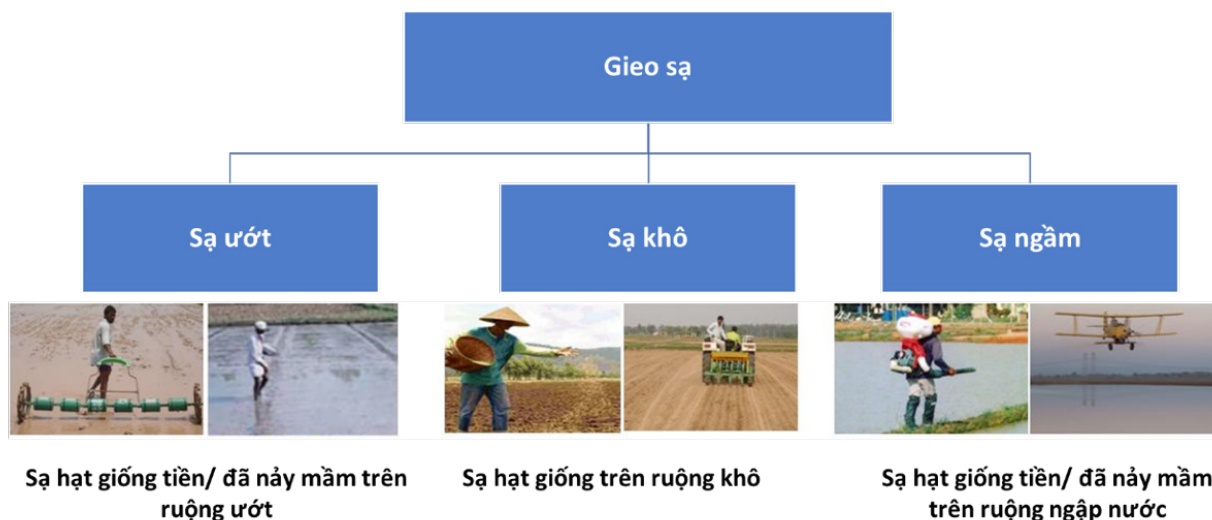 Gieo sạ
Sạ ướt
Sạ khô
Sạ ngầm
Sạ hạt giống tiền/ đã nảy mầm trên
ruộng ướt
Sạ hạt giống trên ruộng khô
Sạ hạt giống tiền/ đã nảy mầm
trên ruộng ngập nước